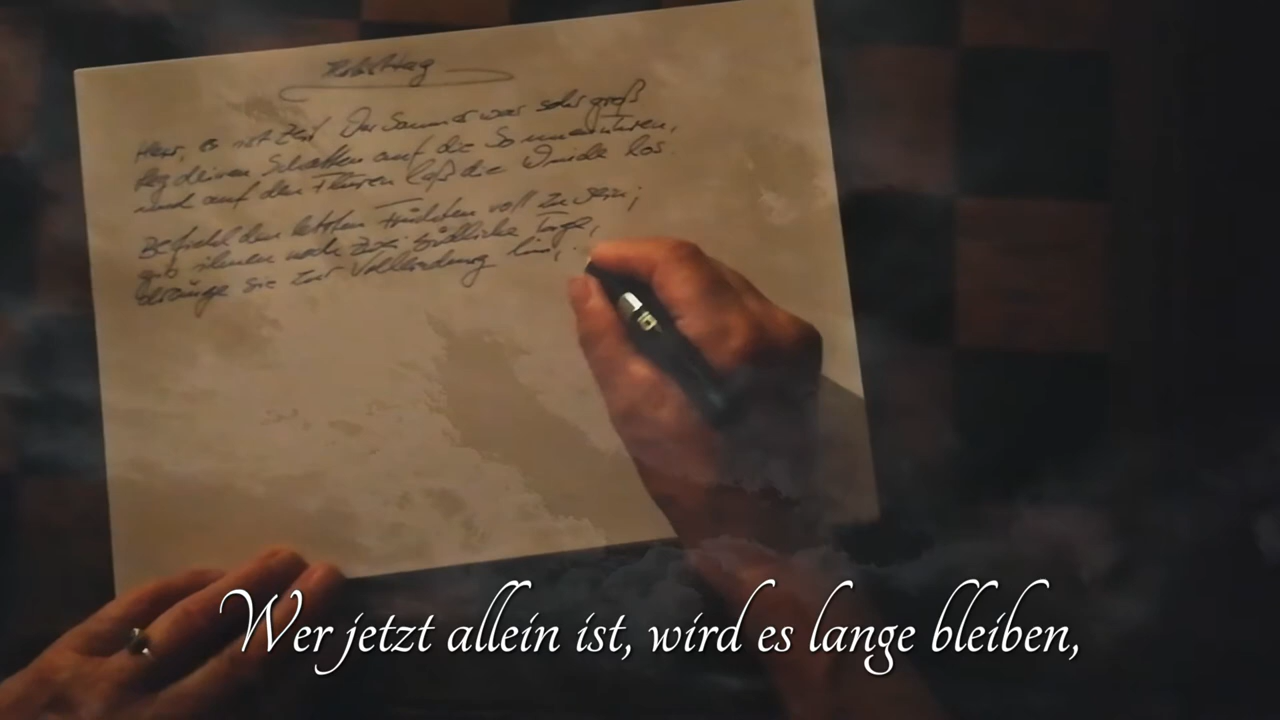 Herbsttag
Herr, es ist Zeit. Der Sommer war sehr groß
Leg deinen Schatten auf die Sonnenuhren,
und auf den Fluren laß die Winde los.
Befiehl den letzten Früchten voll zu sein;
gib ihnen noch zwei südliche Tage,
dränge sie zur Vollendung hin,
Wer jetzt allein ist, wird es lange bleiben,